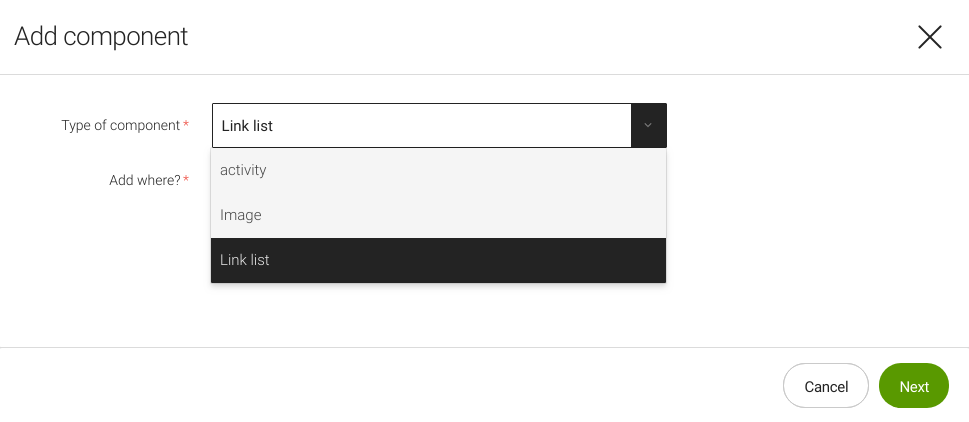 Add component
Type of component * Link list
activity
Add where? *
Image
Link list
Cancel Next